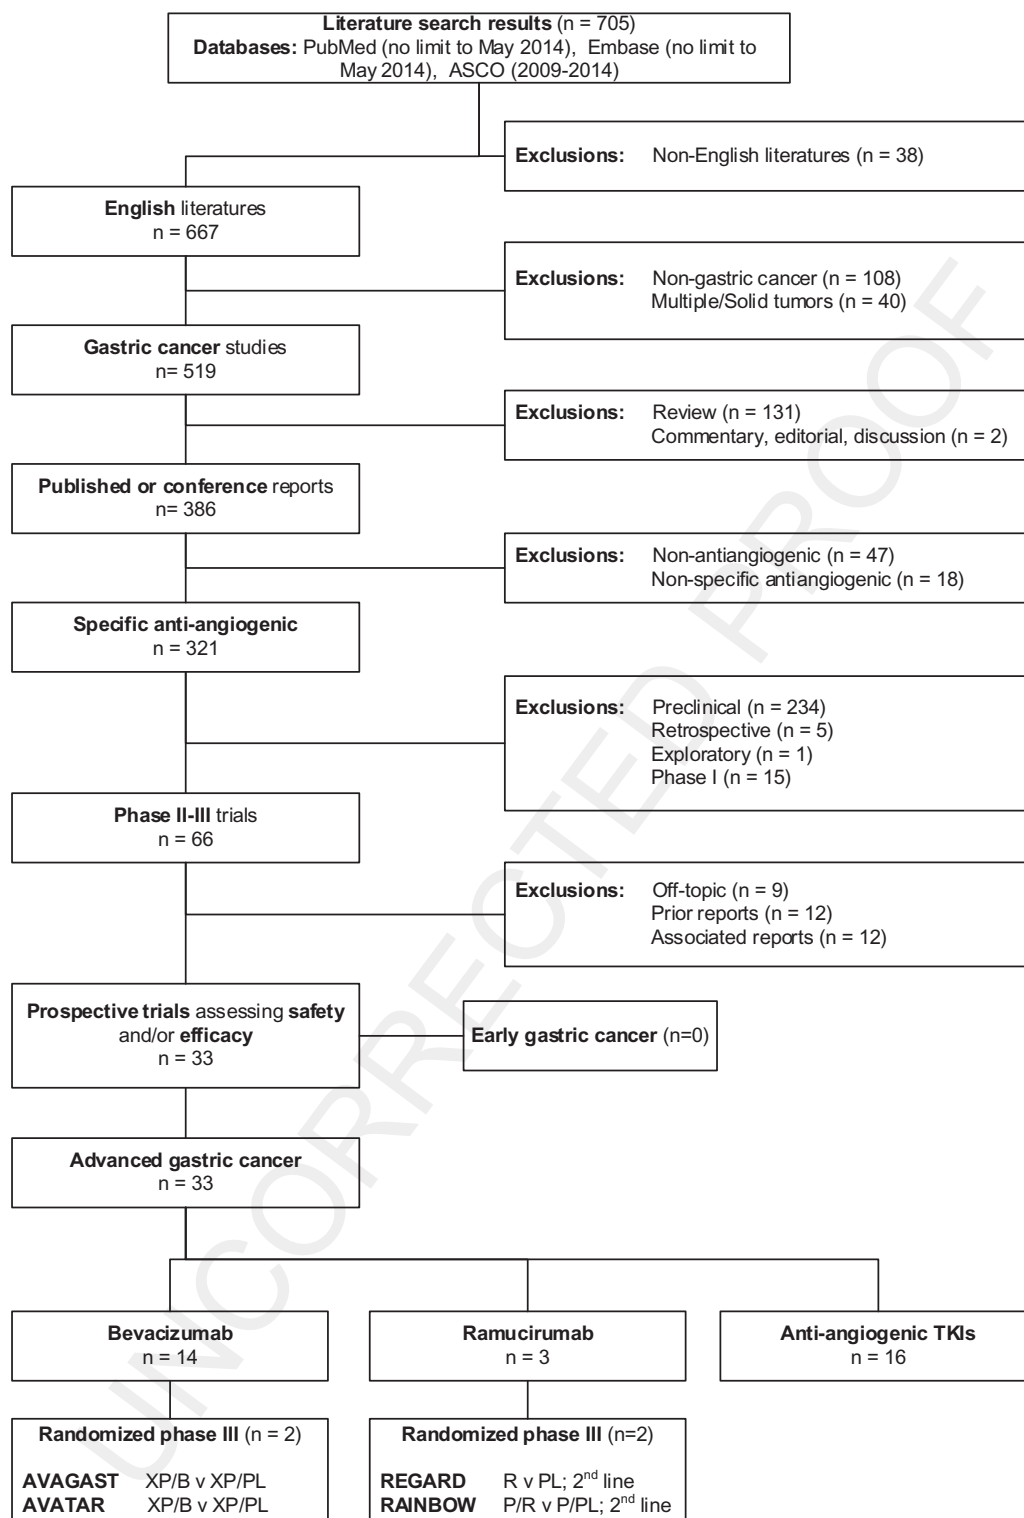 Literature search results (n = 705)
Databases: PubMed (no limit to May 2014), Embase (no limit to
May 2014), ASCO (2009-2014)
Exclusions: Non-English literatures (n = 38)
English literatures
n = 667
Exclusions: Non-gastric cancer (n = 108)
Multiple/Solid tumors (n = 40)
Gastric cancer studies
n= 519
Exclusions: Review (n = 131)
Commentary, editorial, discussion (n = 2)
Published or conference reports
n= 386
Exclusions: Non-antiangiogenic (n = 47)
Non-specific antiangiogenic (n = 18)
Specific anti-angiogenic
n = 321
Exclusions: Preclinical (n = 234)
Retrospective (n = 5)
Exploratory (n = 1)
Phase I (n = 15)
Phase II-III trials
n = 66
Exclusions: Off-topic (n = 9)
Prior reports (n = 12)
Associated reports (n = 12)
Prospective trials assessing safety
and/or efficacy
n = 33
Early gastric cancer (n=0)
Advanced gastric cancer
n = 33
Bevacizumab
n = 14
Ramucirumab
n = 3
Anti-angiogenic TKIs
n = 16
Randomized phase III (n = 2)
AVAGAST XP/B v XP/PL
AVATAR XP/B v XP/PL
Randomized phase III (n=2)
REGARD R v PL; 2nd line
RAINBOW P/R v P/PL; 2nd line
UNCORRECTED PROOF